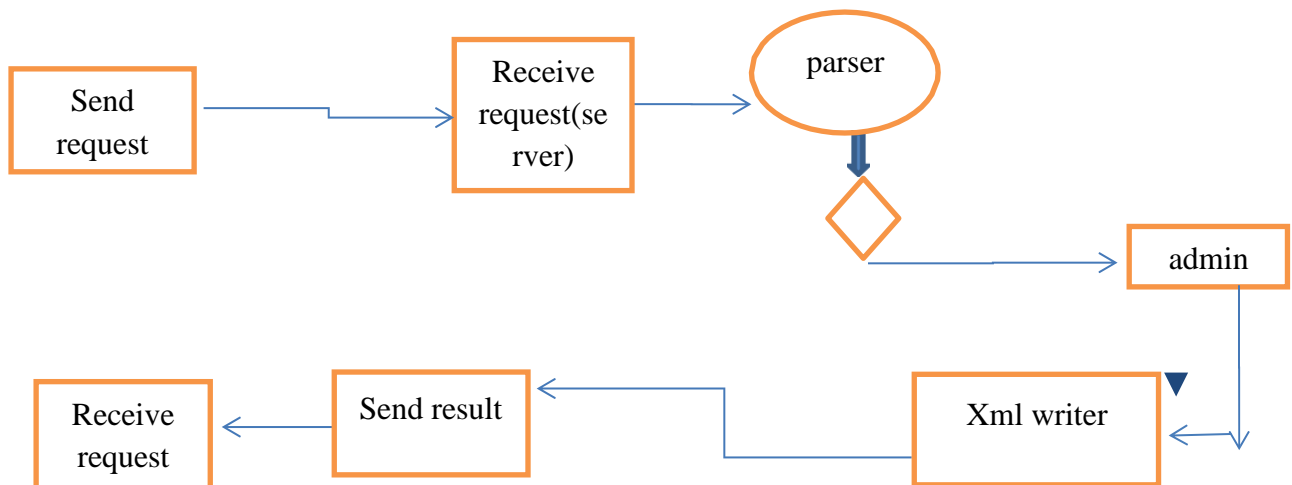 Send
request
Receive
request(se
rver)
parser
admin
Receive
request
Send result
Xml writer